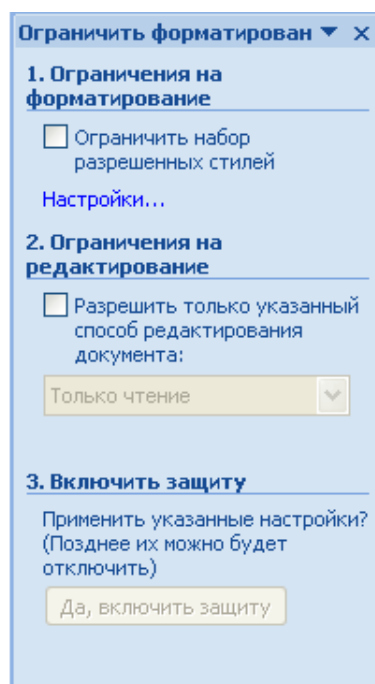 Ограничить форматирован
1. Ограничения на
форматирование
Ограничить набор
разрешенных стилей
Настройки...
2. Ограничения на
редактирование
Разрешить только указанный
способ редактирования
документа:
Только чтение
3. Включить защиту
Применить указанные настройки?
(Позднее их можно будет
отключить)
Да, включить защиту